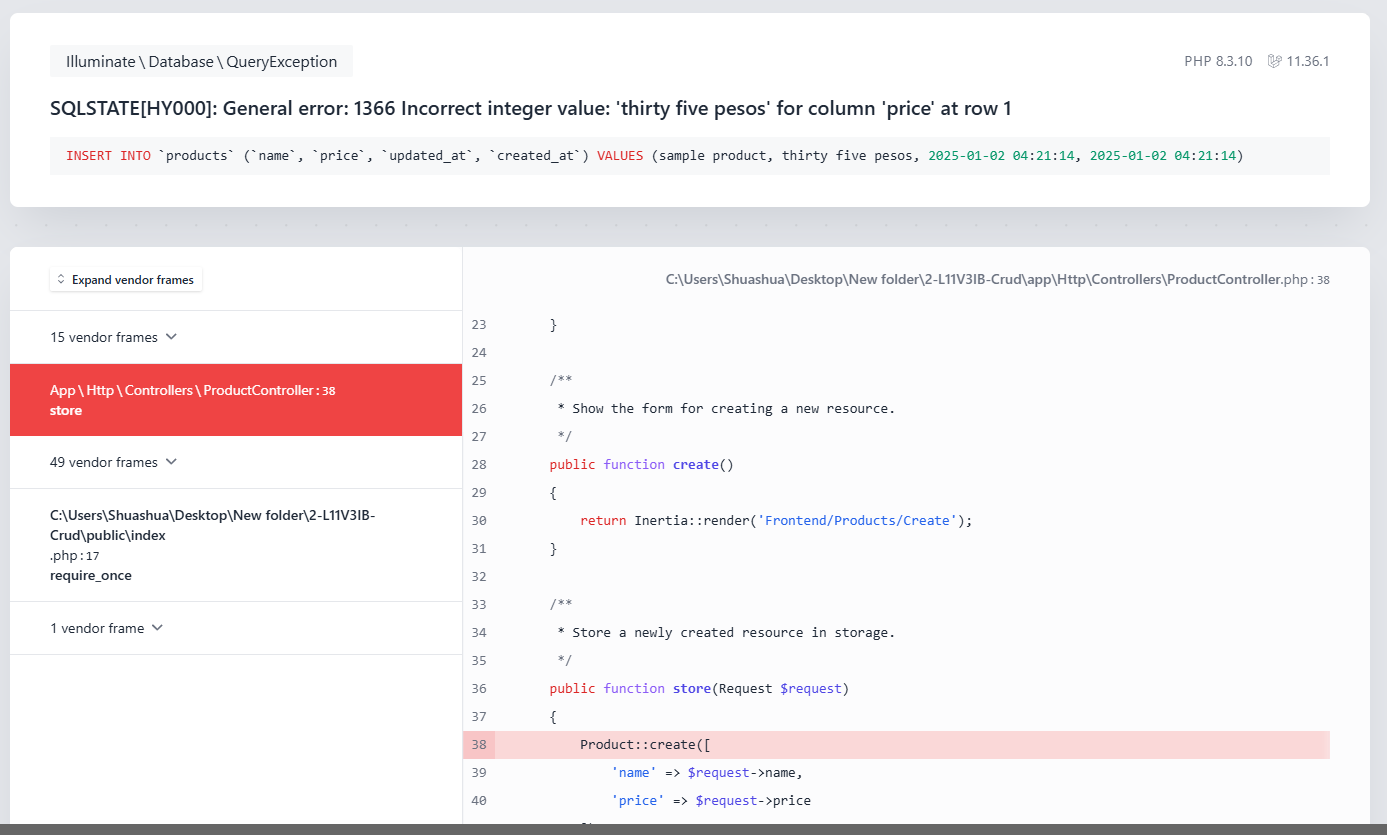 Illuminate \ Database \ QueryException
PHP 8.3.10 11.36.1
SQLSTATE[HY000]: General error: 1366 Incorrect integer value: 'thirty five pesos' for column 'price' at row 1
INSERT INTO `products` (`name`, `price`, `updated_at`, `created_at`) VALUES (sample product, thirty five pesos, 2025-01-02 04:21:14, 2025-01-02 04:21:14)
Expand vendor frames
15 vendor frames
App \ Http \ Controllers \ ProductController : 38
store
49 vendor frames
C:\Users\Shuashua\Desktop\New folder\2-L11V3IB-
Crud\public\index
.php : 17
require_once
1 vendor frame
C:\Users\Shuashua\Desktop\New folder\2-L11V3IB-Crud\app\Http\Controllers\ProductController.php : 38
23 }
24
25 /**
26 * Show the form for creating a new resource.
27 */
28 public function create()
29 {
30 return Inertia::render('Frontend/Products/Create');
31 }
32
33 /**
34 * Store a newly created resource in storage.
35 */
36 public function store(Request $request)
37 {
38 Product::create([
39 'name' => $request->name,
40 'price' => $request->price